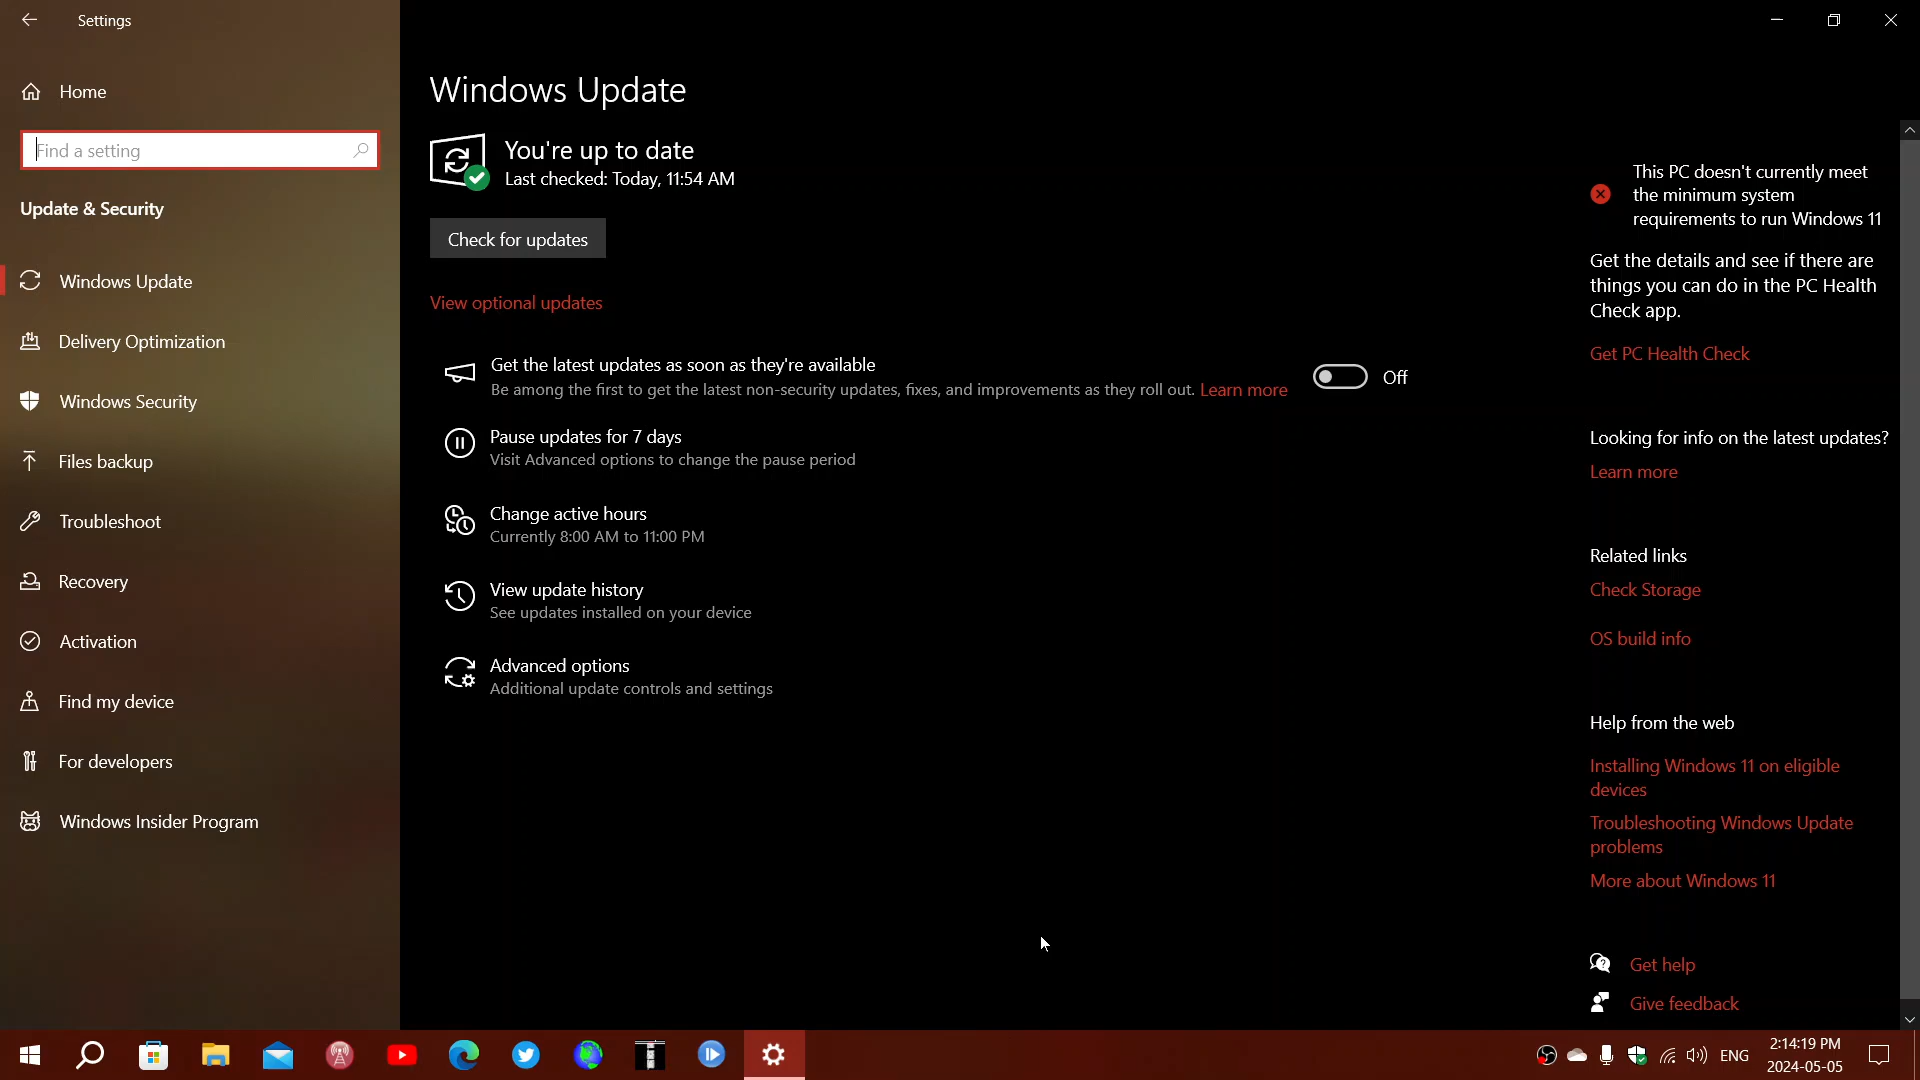 Settings
Home
Find a setting
Update & Security
Windows Update
Delivery Optimization
Windows Security
Files backup
Troubleshoot
Recovery
Activation
Find my device
For developers
Windows Insider Program
Windows Update
You're up to date
Last checked: Today, 11:54 AM
Check for updates
View optional updates
Get the latest updates as soon as they're available
Be among the first to get the latest non-security updates, fixes, and improvements as they roll out. Learn more
Off
Pause updates for 7 days
Visit Advanced options to change the pause period
Change active hours
Currently 8:00 AM to 11:00 PM
View update history
See updates installed on your device
Advanced options
Additional update controls and settings
This PC doesn't currently meet
the minimum system
requirements to run Windows 11
Get the details and see if there are
things you can do in the PC Health
Check app.
Get PC Health Check
Looking for info on the latest updates?
Learn more
Related links
Check Storage
OS build info
Help from the web
Installing Windows 11 on eligible
devices
Troubleshooting Windows Update
problems
More about Windows 11
Get help
Give feedback
ENG
2:14:19 PM
2024-05-05